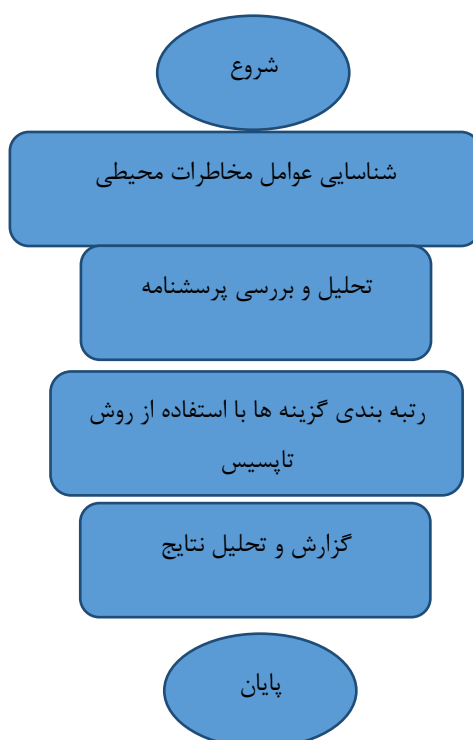 شروع
شناسایی عوامل مخاطرات محیطی
تحلیل و بررسی پرسشنامه
رتبه بندی گزینه ها با استفاده از روش
تاپسیس
گزارش و تحلیل نتایج
پایان